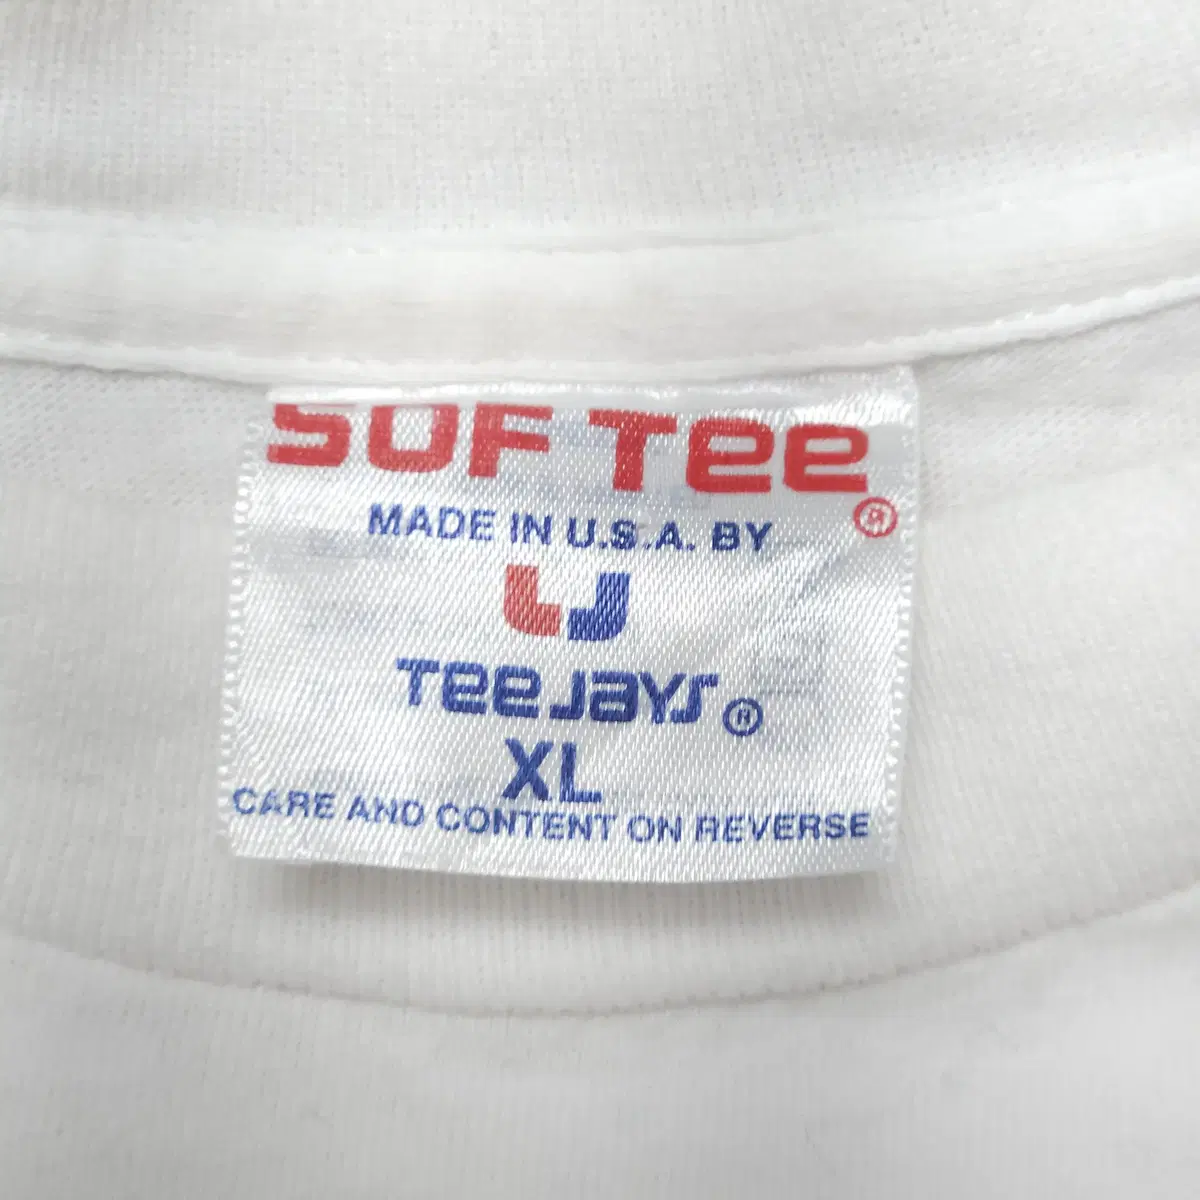 SOF Tee ®
MADE IN U.S.A. BY
Tee Jays ®
XL
CARE AND CONTENT ON REVERSE